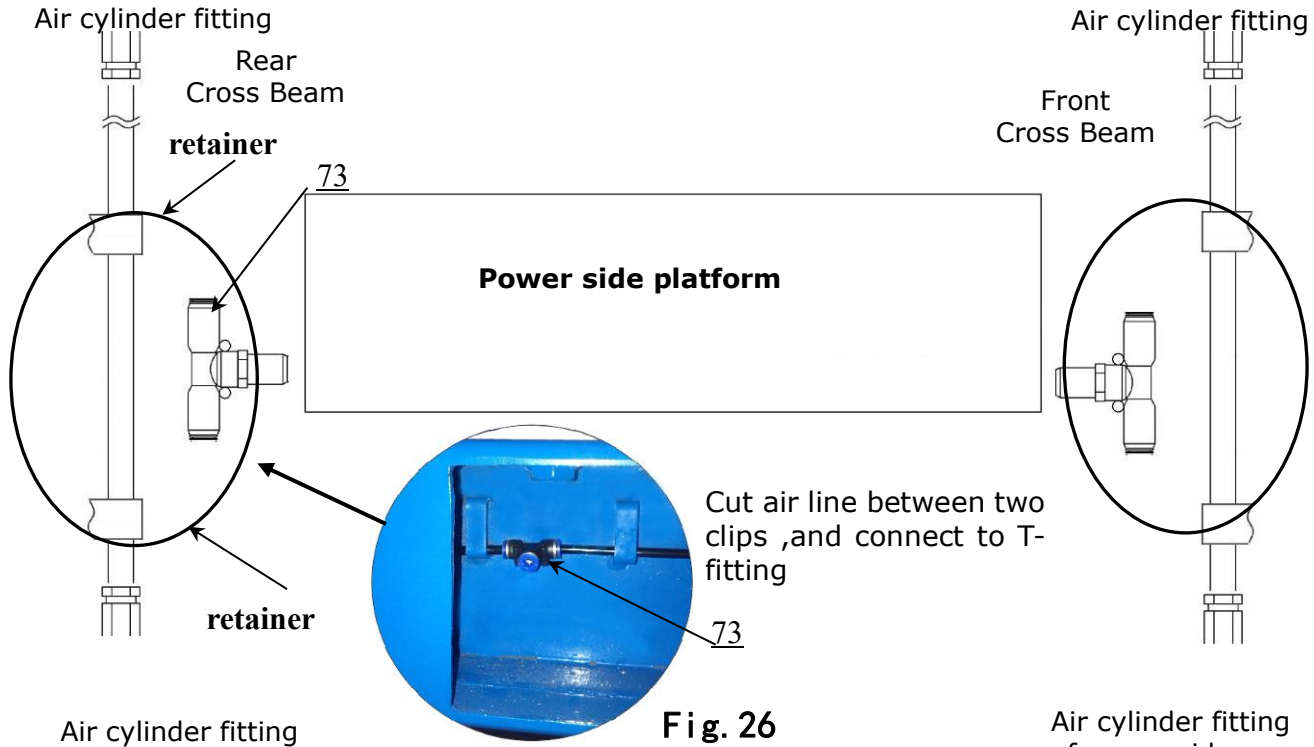 Air cylinder fitting
Air cylinder fitting
Rear
Cross Beam
Front
Cross Beam
retainer
73
Power side platform
Cut air line between two
clips ,and connect to T-
fitting
retainer
73
Fig. 26
Air cylinder fitting
Air cylinder fitting